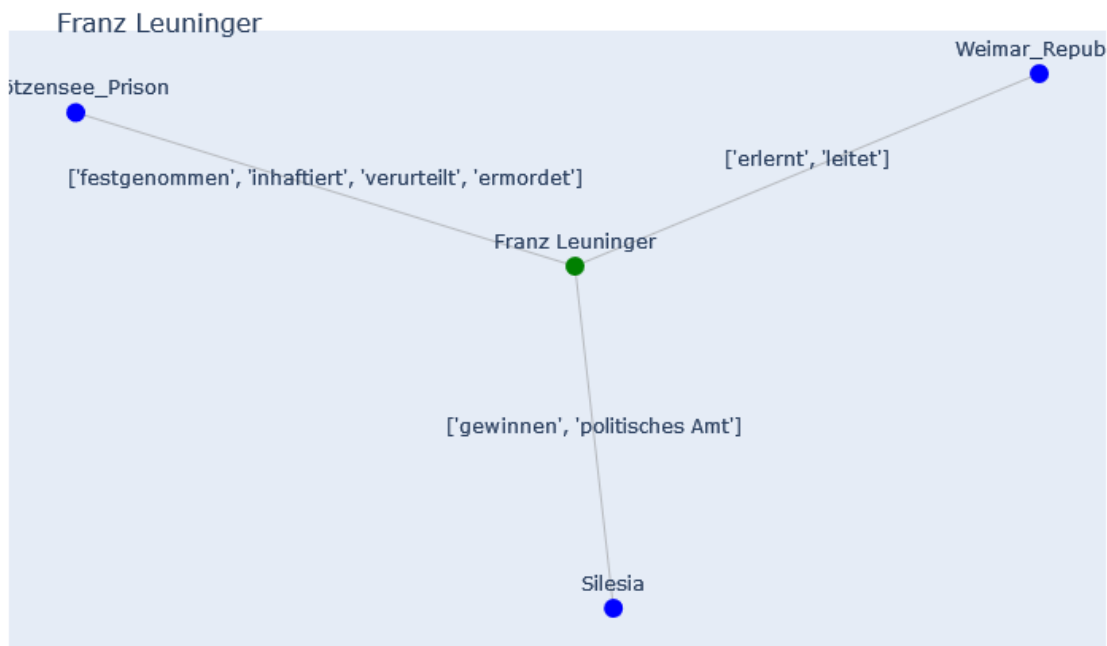 Franz Leuninger
Weimar_Repub
ötzensee_Prison
['erlernt', 'leitet']
['festgenommen', 'inhaftiert', 'verurteilt', 'ermordet']
Franz Leuninger
['gewinnen', 'politisches Amt']
Silesia